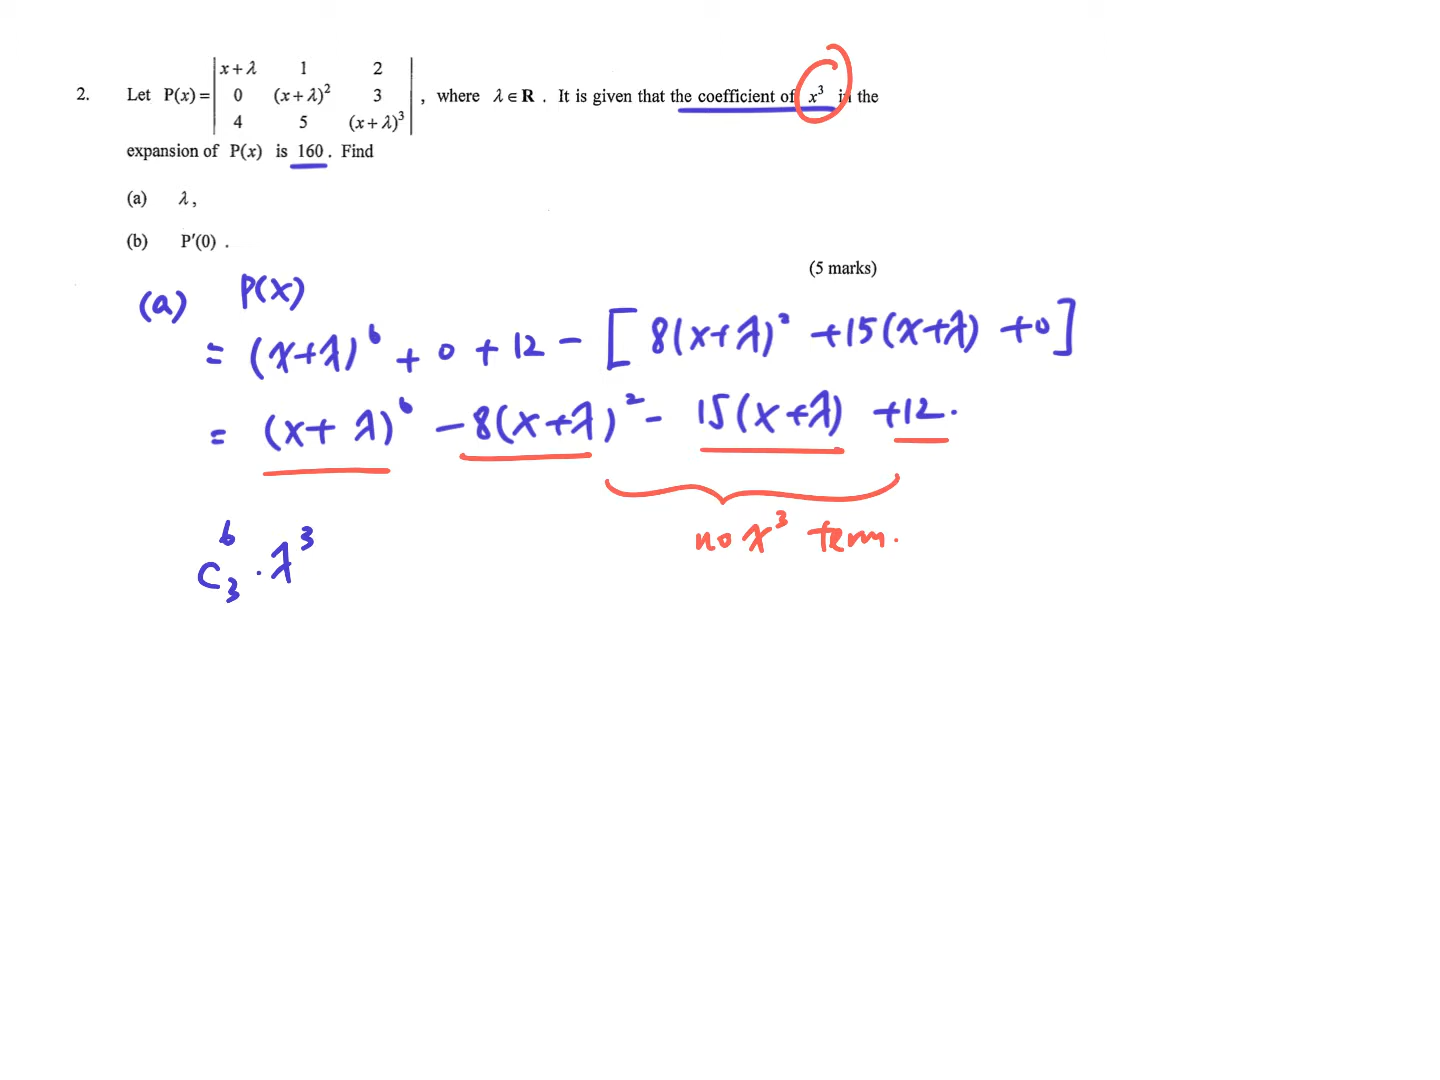 2. Let P(x) = | x+λ 1 2 |
| 0 (x+λ)² 3 | , where λ ∈ R . It is given that the coefficient of x³ in the
| 4 5 (x+λ)³ |
expansion of P(x) is 160 . Find
(a) λ ,
(b) P′(0) .
(5 marks)
(a) P(x)
= (x+λ)⁶ + 0 + 12 − [ 8(x+λ)² + 15(x+λ) + 0 ]
= (x+λ)⁶ − 8(x+λ)² − 15(x+λ) + 12.
no x³ term.
C⁶₃ · λ³